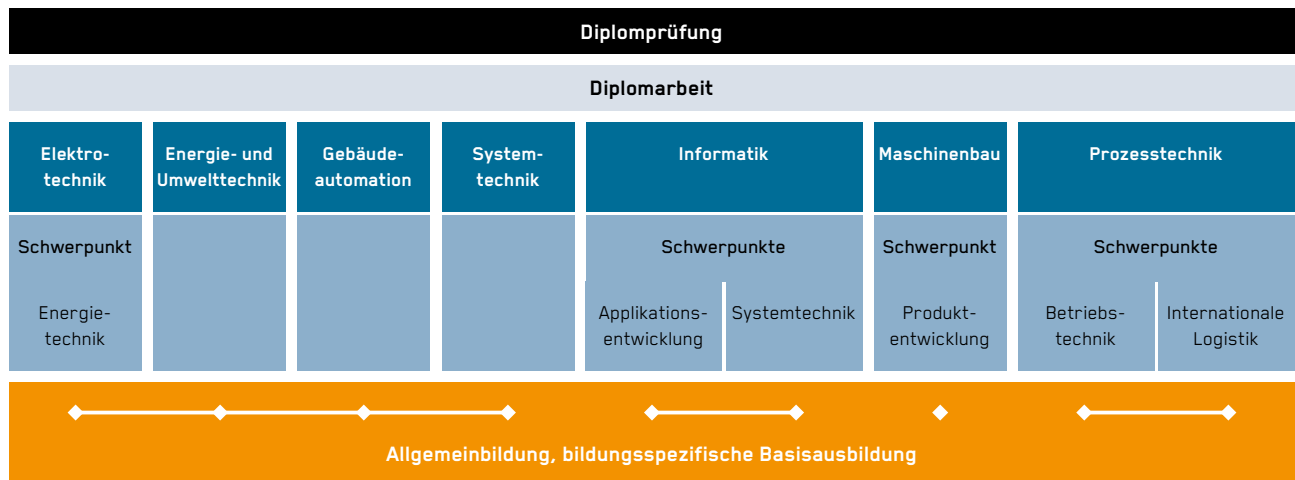 Diplomprüfung
Diplomarbeit
Elektro-
technik
Energie- und
Umwelttechnik
Gebäude-
automation
System-
technik
Informatik
Maschinenbau
Prozesstechnik
Schwerpunkt
Energie-
technik
Schwerpunkte
Applikations-
entwicklung
Systemtechnik
Schwerpunkt
Produkt-
entwicklung
Schwerpunkte
Betriebs-
technik
Internationale
Logistik
Allgemeinbildung, bildungsspezifische Basisausbildung